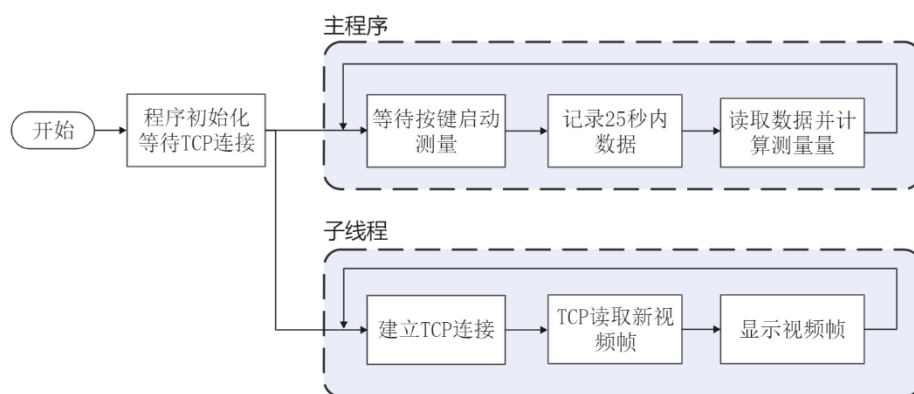 主程序
开始
程序初始化
等待TCP连接
等待按键启动
测量
记录25秒内
数据
读取数据并计
算测量量
子线程
建立TCP连接
TCP读取新视
频帧
显示视频帧